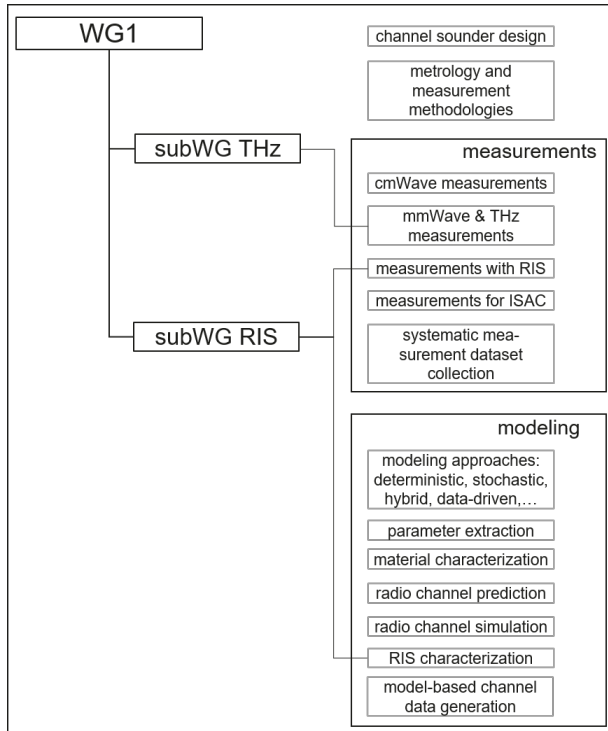 WG1
channel sounder design
metrology and
measurement
methodologies
subWG THz
measurements
cmWave measurements
mmWave & THz
measurements
measurements with RIS
measurements for ISAC
subWG RIS
systematic mea-
surement dataset
collection
modeling
modeling approaches:
deterministic, stochastic,
hybrid, data-driven,...
parameter extraction
material characterization
radio channel prediction
radio channel simulation
RIS characterization
model-based channel
data generation